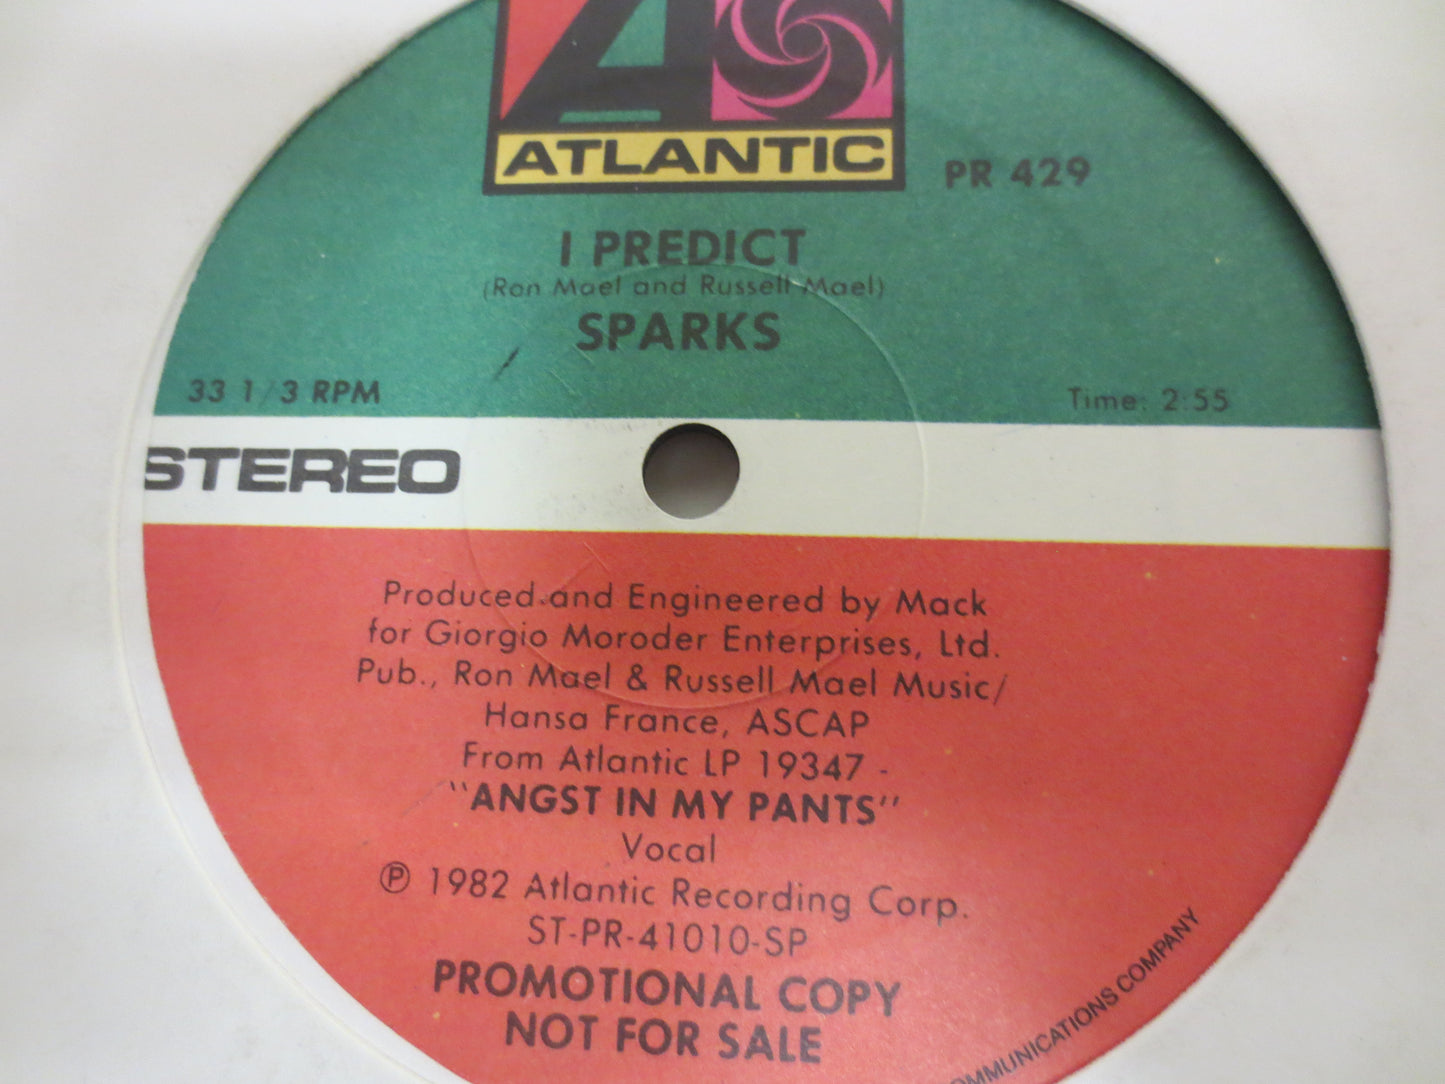 ATLANTIC
PR 429
I PREDICT
(Ron Mael and Russell Mael)
SPARKS
33 1/3 RPM
Time: 2:55
STEREO
Produced and Engineered by Mack
for Giorgio Moroder Enterprises, Ltd.
Pub., Ron Mael & Russell Mael Music/
Hansa France, ASCAP
From Atlantic LP 19347 -
"ANGST IN MY PANTS"
Vocal
Ⓟ 1982 Atlantic Recording Corp.
ST-PR-41010-SP
PROMOTIONAL COPY
NOT FOR SALE
OMMUNICATIONS COMPANY